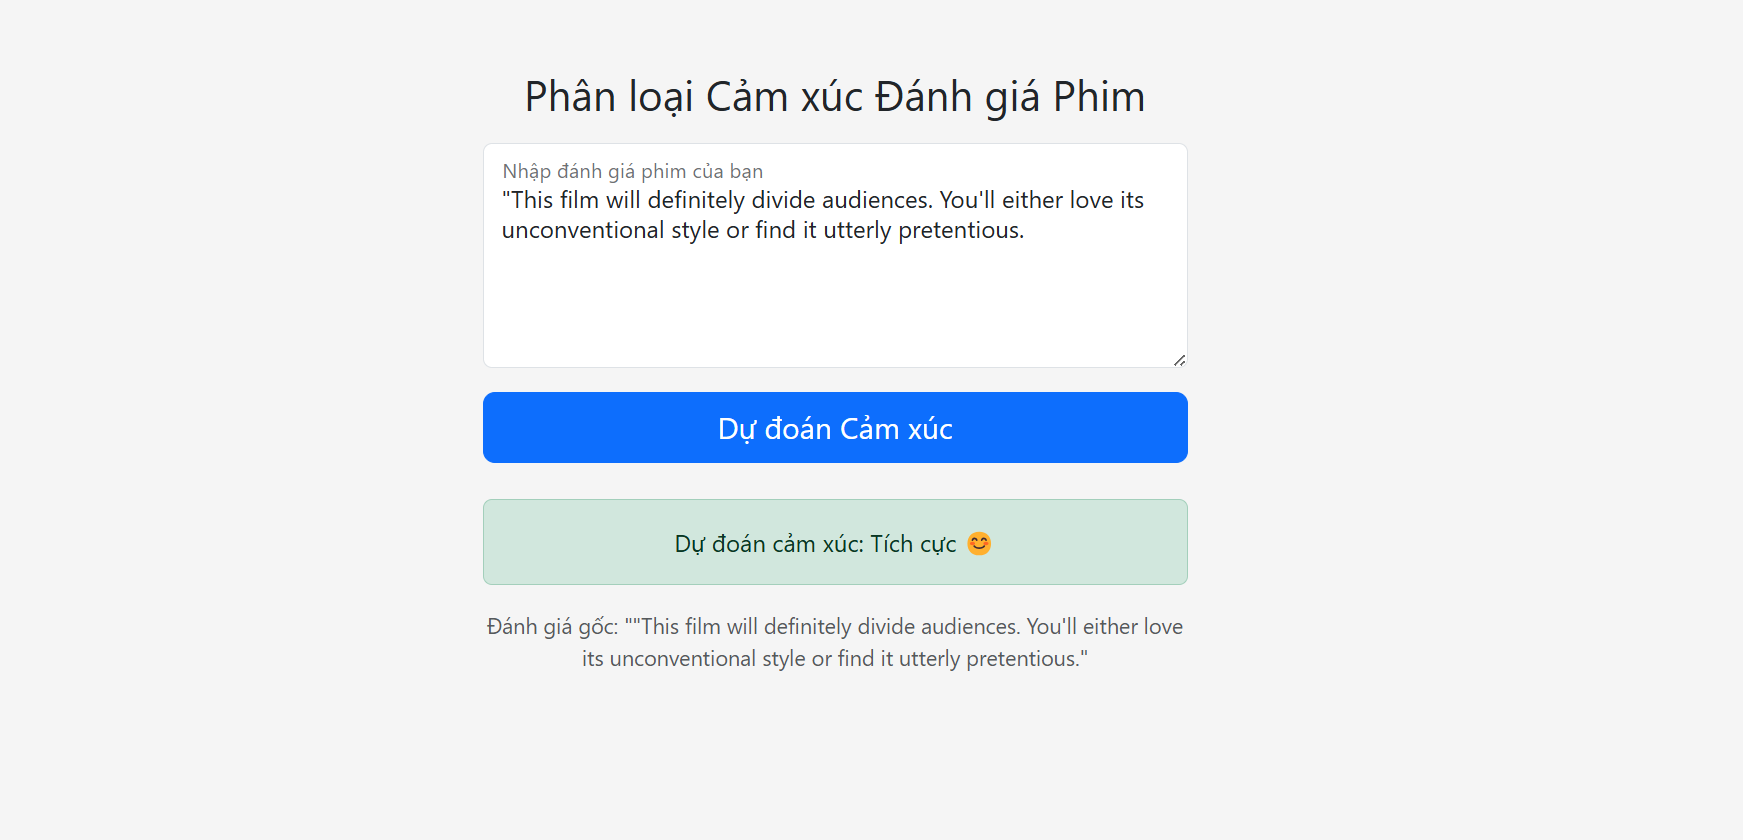 Phân loại Cảm xúc Đánh giá Phim
Nhập đánh giá phim của bạn
"This film will definitely divide audiences. You'll either love its
unconventional style or find it utterly pretentious.
Dự đoán Cảm xúc
Dự đoán cảm xúc: Tích cực 😊
Đánh giá gốc: ""This film will definitely divide audiences. You'll either love
its unconventional style or find it utterly pretentious."